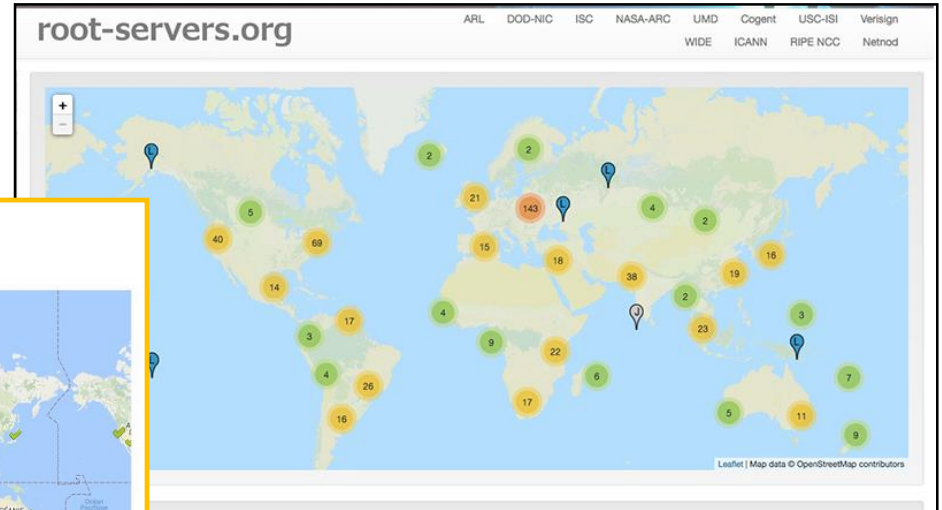 root-servers.org
ARL DOD-NIC ISC NASA-ARC UMD Cogent USC-ISI Verisign
WIDE ICANN RIPE NCC Netnod
+
−
2
2
L
L
21
143
L
4
5
2
40
69
15
18
16
38
19
14
2
4
J
3
17
3
9
23
L
22
L
4
6
7
26
17
5
11
16
9
Leaflet | Map data © OpenStreetMap contributors
Océan
Pacifique